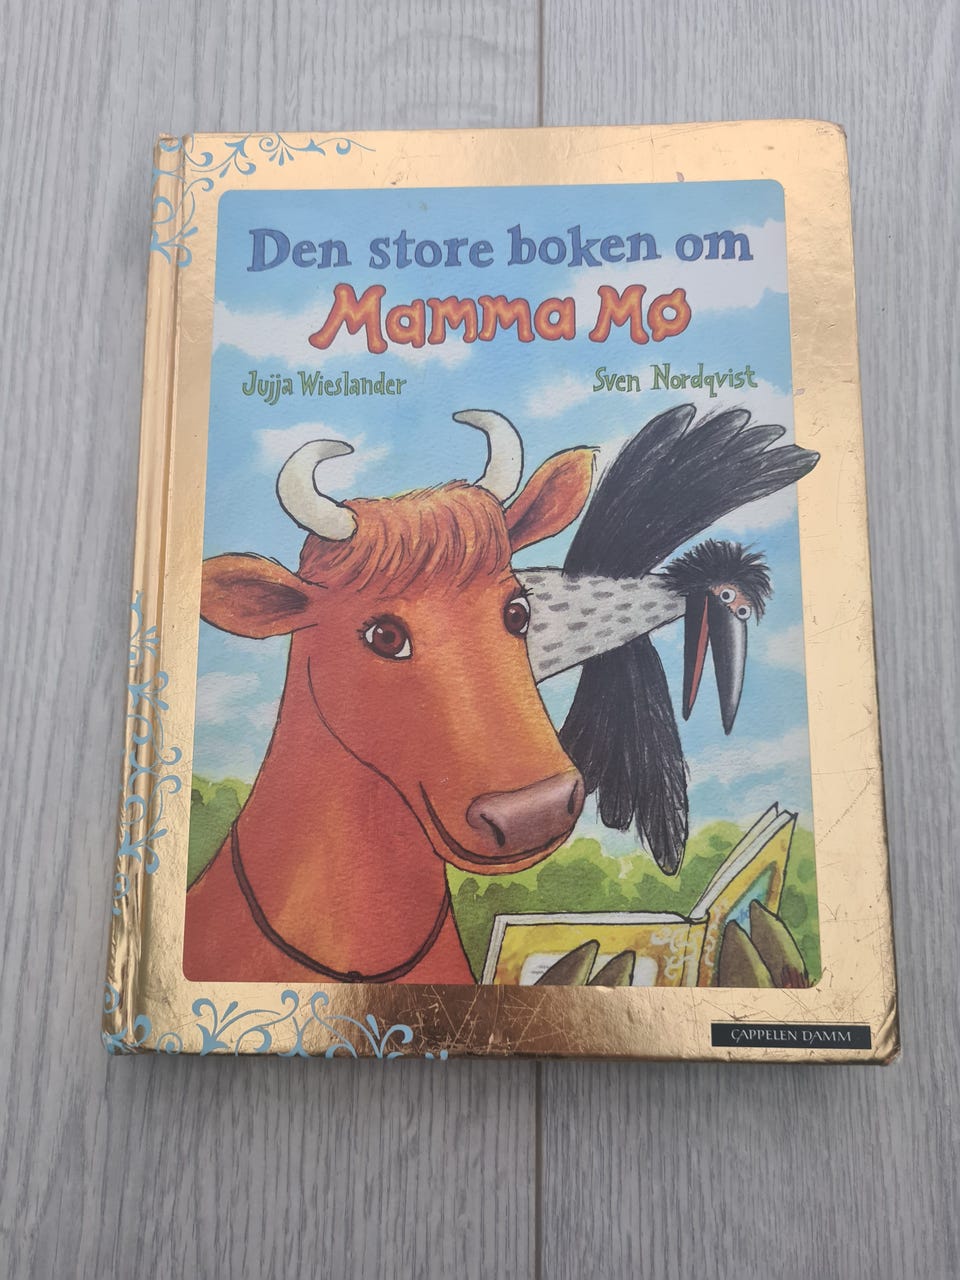 Den store boken om
Mamma Mø
Jujja Wieslander
Sven Nordqvist
CAPPELEN DAMM